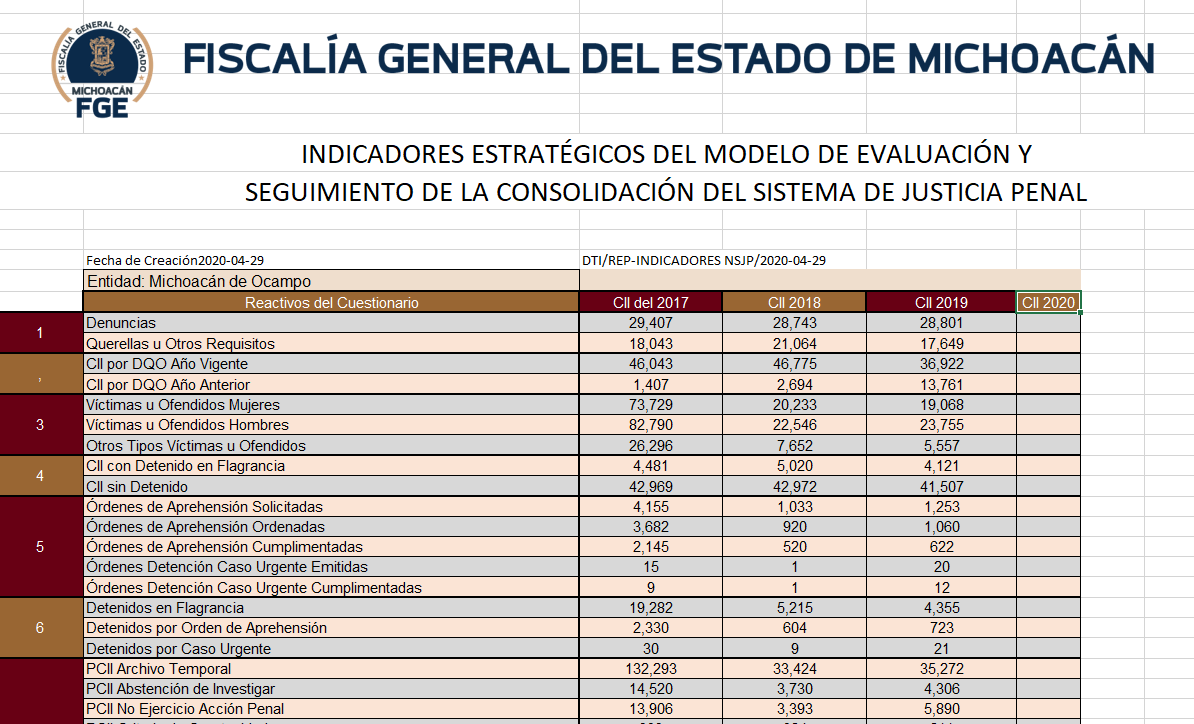 FISCALÍA GENERAL DEL ESTADO
MICHOACÁN
FGE
FISCALÍA GENERAL DEL ESTADO DE MICHOACÁN
INDICADORES ESTRATÉGICOS DEL MODELO DE EVALUACIÓN Y
SEGUIMIENTO DE LA CONSOLIDACIÓN DEL SISTEMA DE JUSTICIA PENAL
Fecha de Creación2020-04-29 DTI/REP-INDICADORES NSJP/2020-04-29
Entidad: Michoacán de Ocampo
Reactivos del Cuestionario CII del 2017 CII 2018 CII 2019 CII 2020
1 Denuncias 29,407 28,743 28,801
Querellas u Otros Requisitos 18,043 21,064 17,649
, CII por DQO Año Vigente 46,043 46,775 36,922
CII por DQO Año Anterior 1,407 2,694 13,761
3 Víctimas u Ofendidos Mujeres 73,729 20,233 19,068
Víctimas u Ofendidos Hombres 82,790 22,546 23,755
Otros Tipos Víctimas u Ofendidos 26,296 7,652 5,557
4 CII con Detenido en Flagrancia 4,481 5,020 4,121
CII sin Detenido 42,969 42,972 41,507
5 Órdenes de Aprehensión Solicitadas 4,155 1,033 1,253
Órdenes de Aprehensión Ordenadas 3,682 920 1,060
Órdenes de Aprehensión Cumplimentadas 2,145 520 622
Órdenes Detención Caso Urgente Emitidas 15 1 20
Órdenes Detención Caso Urgente Cumplimentadas 9 1 12
6 Detenidos en Flagrancia 19,282 5,215 4,355
Detenidos por Orden de Aprehensión 2,330 604 723
Detenidos por Caso Urgente 30 9 21
PCII Archivo Temporal 132,293 33,424 35,272
PCII Abstención de Investigar 14,520 3,730 4,306
PCII No Ejercicio Acción Penal 13,906 3,393 5,890